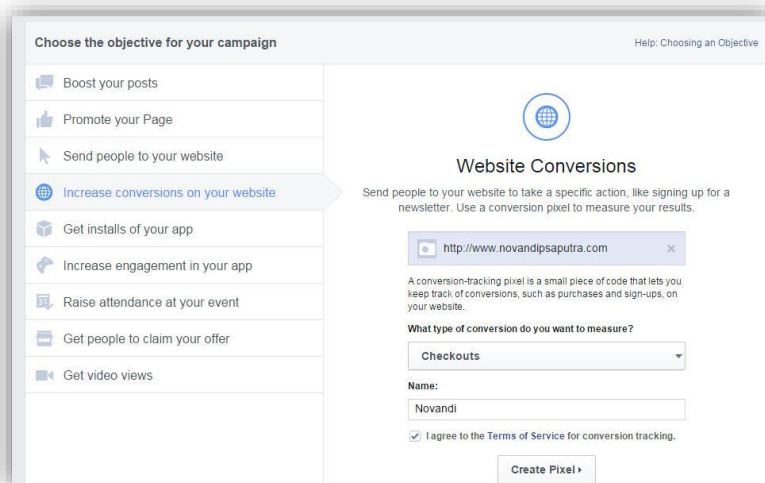 Choose the objective for your campaign
Help: Choosing an Objective
Boost your posts
Promote your Page
Send people to your website
Increase conversions on your website
Get installs of your app
Increase engagement in your app
31
Raise attendance at your event
Get people to claim your offer
Get video views
Website Conversions
Send people to your website to take a specific action, like signing up for a
newsletter. Use a conversion pixel to measure your results.
http://www.novandipsaputra.com
A conversion-tracking pixel is a small piece of code that lets you
keep track of conversions, such as purchases and sign-ups, on
your website.
What type of conversion do you want to measure?
Checkouts
Name:
Novandi
I agree to the Terms of Service for conversion tracking.
Create Pixel